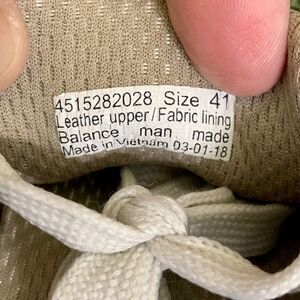 4515282028 Size 41
Leather upper/Fabric lining
Balance man made
Made in Vietnam 03-01-18